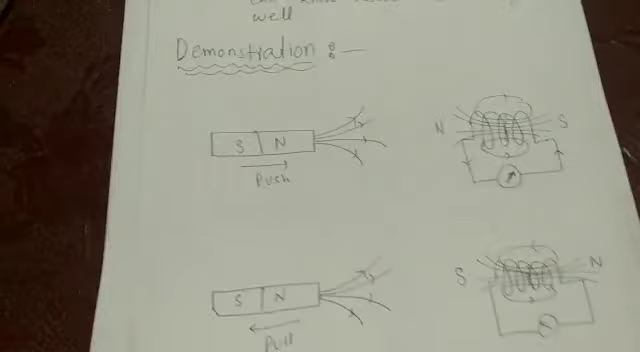 well
Demonstration :-
S N
Push
N S
S N
Pull
S N